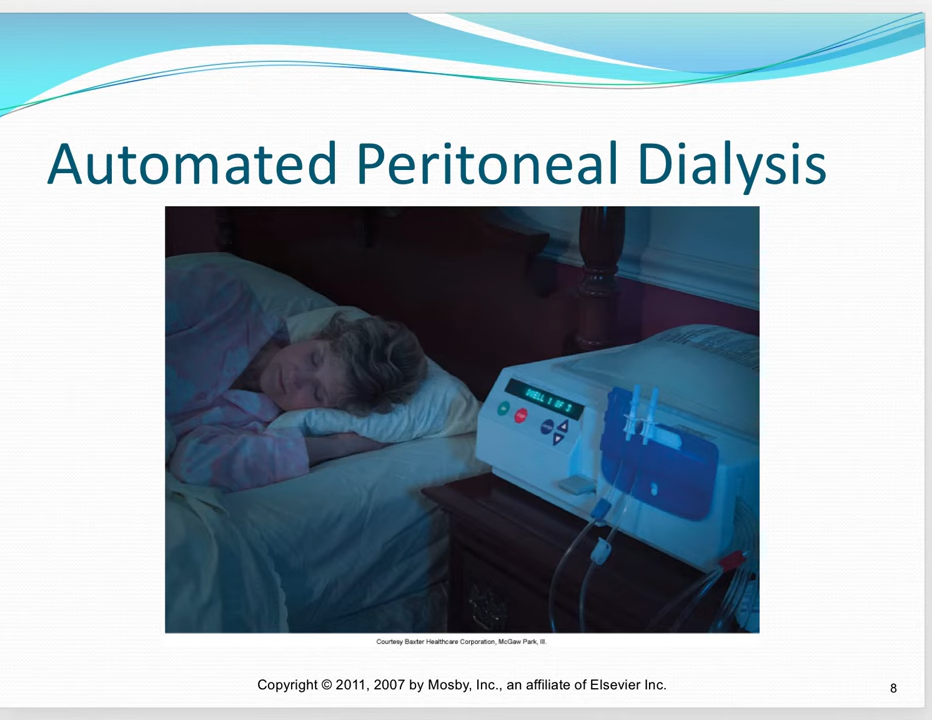 Automated Peritoneal Dialysis
DWELL 1 OF 3
Courtesy Baxter Healthcare Corporation, McGaw Park, Ill.
Copyright © 2011, 2007 by Mosby, Inc., an affiliate of Elsevier Inc.
8